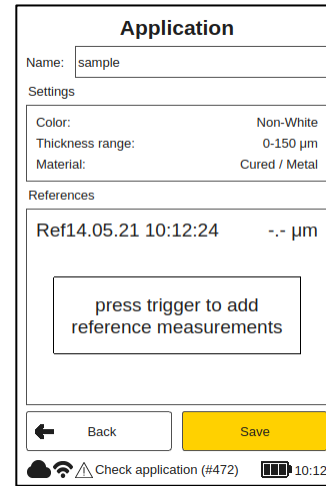 Application
Name: sample
Settings
Color: Non-White
Thickness range: 0-150 μm
Material: Cured / Metal
References
Ref14.05.21 10:12:24 -.- μm
press trigger to add
reference measurements
Back Save
Check application (#472) 10:12